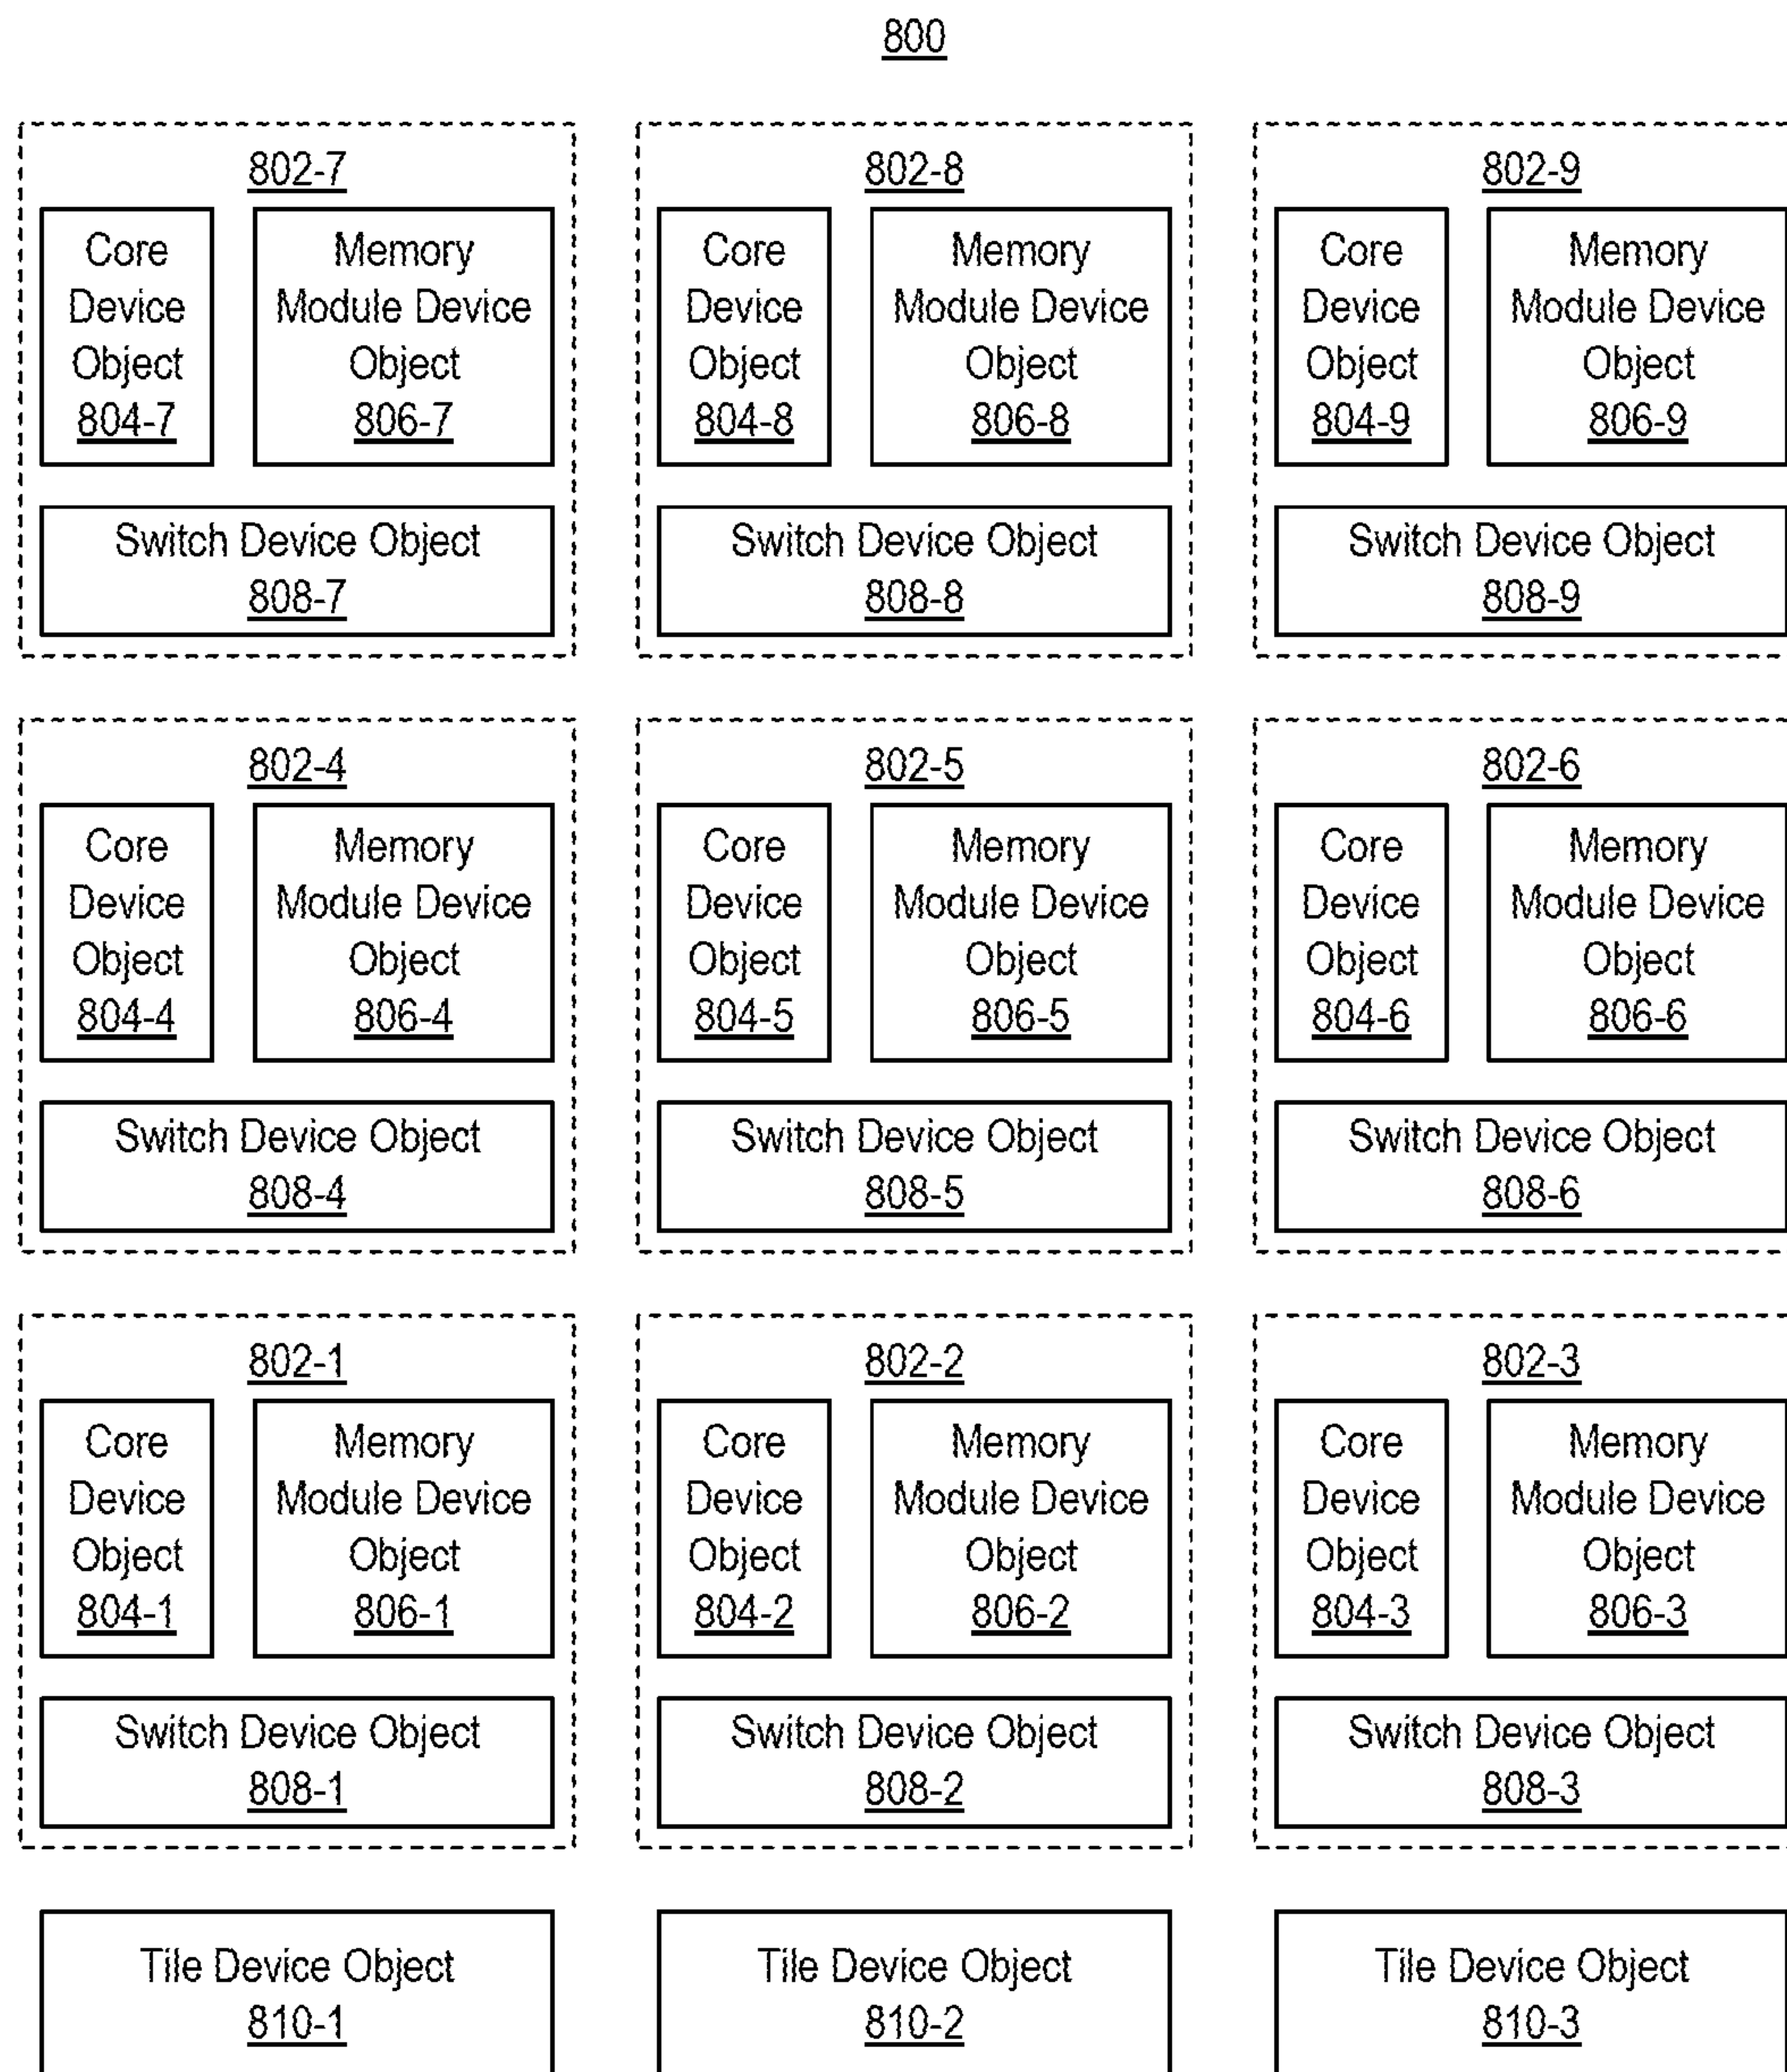 800
802-7
Core
Device
Object
804-7
Memory
Module Device
Object
806-7
Switch Device Object
808-7
802-8
Core
Device
Object
804-8
Memory
Module Device
Object
806-8
Switch Device Object
808-8
802-9
Core
Device
Object
804-9
Memory
Module Device
Object
806-9
Switch Device Object
808-9
802-4
Core
Device
Object
804-4
Memory
Module Device
Object
806-4
Switch Device Object
808-4
802-5
Core
Device
Object
804-5
Memory
Module Device
Object
806-5
Switch Device Object
808-5
802-6
Core
Device
Object
804-6
Memory
Module Device
Object
806-6
Switch Device Object
808-6
802-1
Core
Device
Object
804-1
Memory
Module Device
Object
806-1
Switch Device Object
808-1
802-2
Core
Device
Object
804-2
Memory
Module Device
Object
806-2
Switch Device Object
808-2
802-3
Core
Device
Object
804-3
Memory
Module Device
Object
806-3
Switch Device Object
808-3
Tile Device Object
810-1
Tile Device Object
810-2
Tile Device Object
810-3